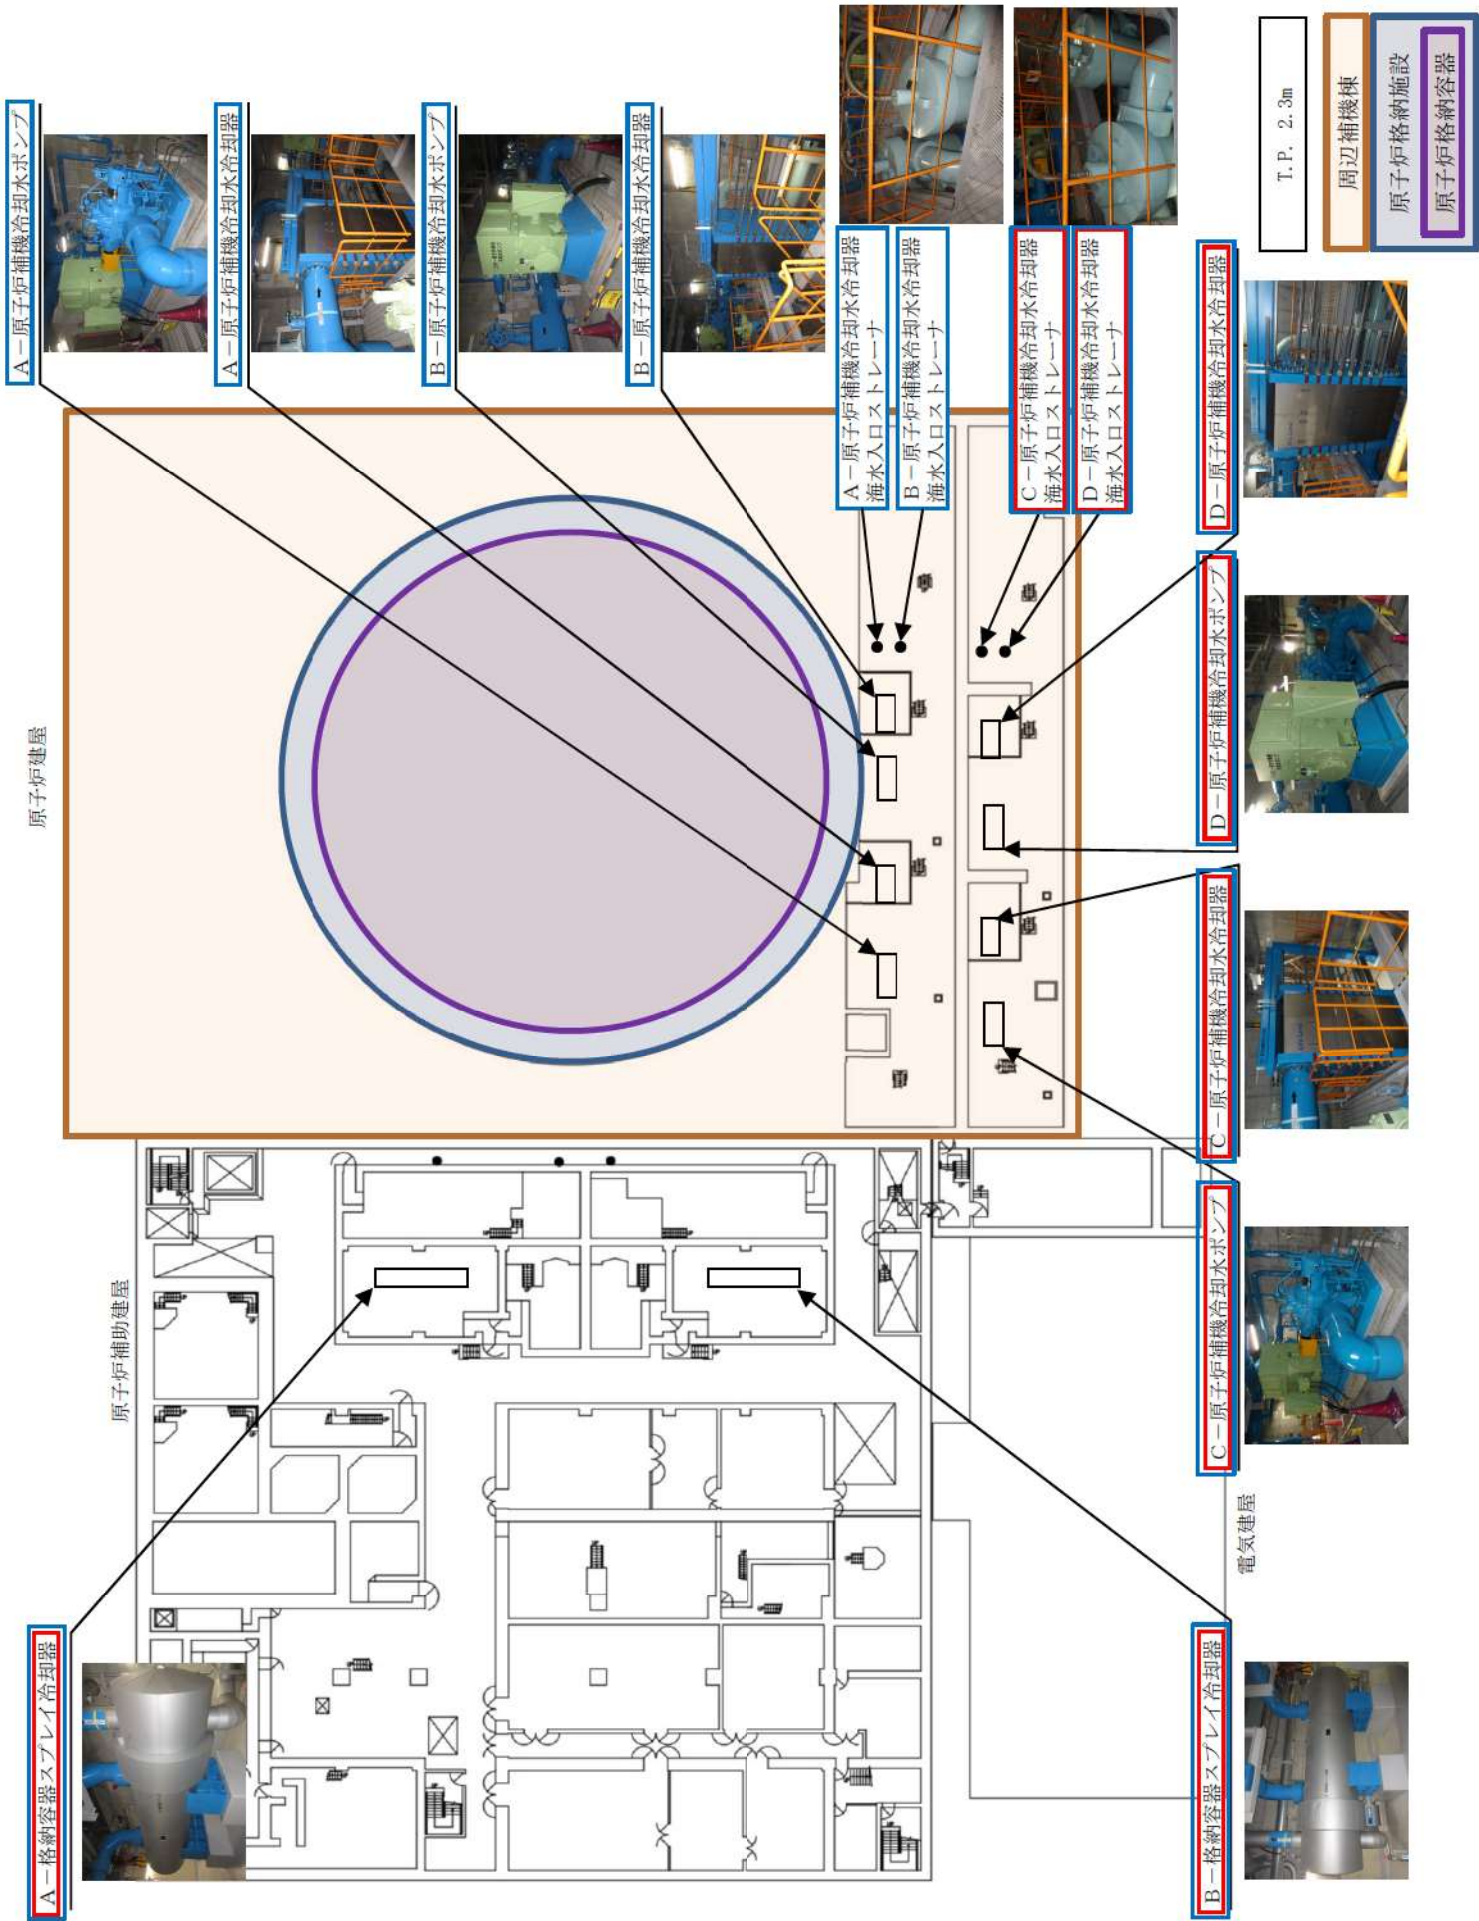 A－格納容器スプレイ冷却器
原子炉補助建屋
原子炉建屋
A－原子炉補機冷却水ポンプ
A－原子炉補機冷却水冷却器
B－原子炉補機冷却水ポンプ
B－原子炉補機冷却水冷却器
A－原子炉補機冷却水冷却器
海水入口ストレーナ
B－原子炉補機冷却水冷却器
海水入口ストレーナ
C－原子炉補機冷却水冷却器
海水入口ストレーナ
D－原子炉補機冷却水冷却器
海水入口ストレーナ
B－格納容器スプレイ冷却器
電気建屋
C－原子炉補機冷却水ポンプ
C－原子炉補機冷却水冷却器
D－原子炉補機冷却水ポンプ
D－原子炉補機冷却水冷却器
T.P. 2.3m
周辺補機棟
原子炉格納施設
原子炉格納容器